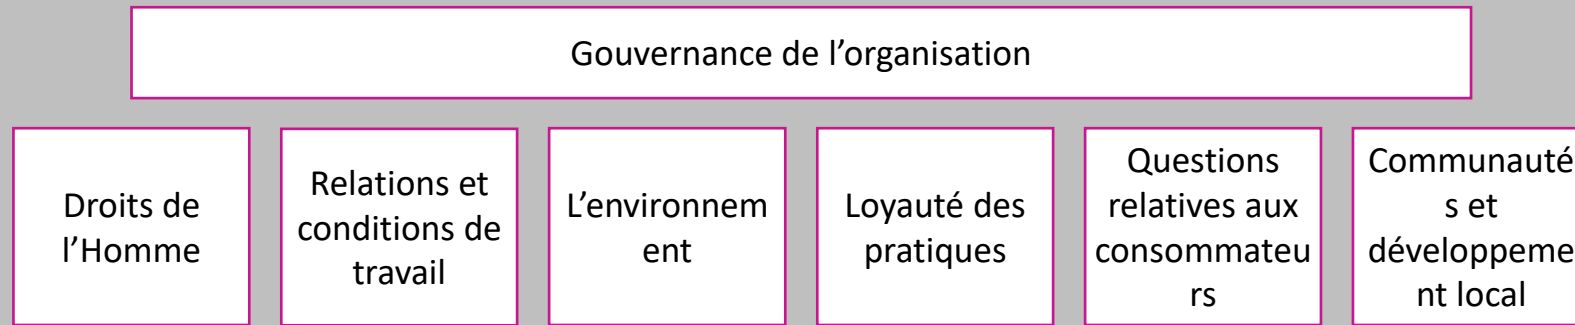 Gouvernance de l’organisation
Droits de
l’Homme
Relations et
conditions de
travail
L’environnem
ent
Loyauté des
pratiques
Questions
relatives aux
consommateu
rs
Communauté
s et
développeme
nt local